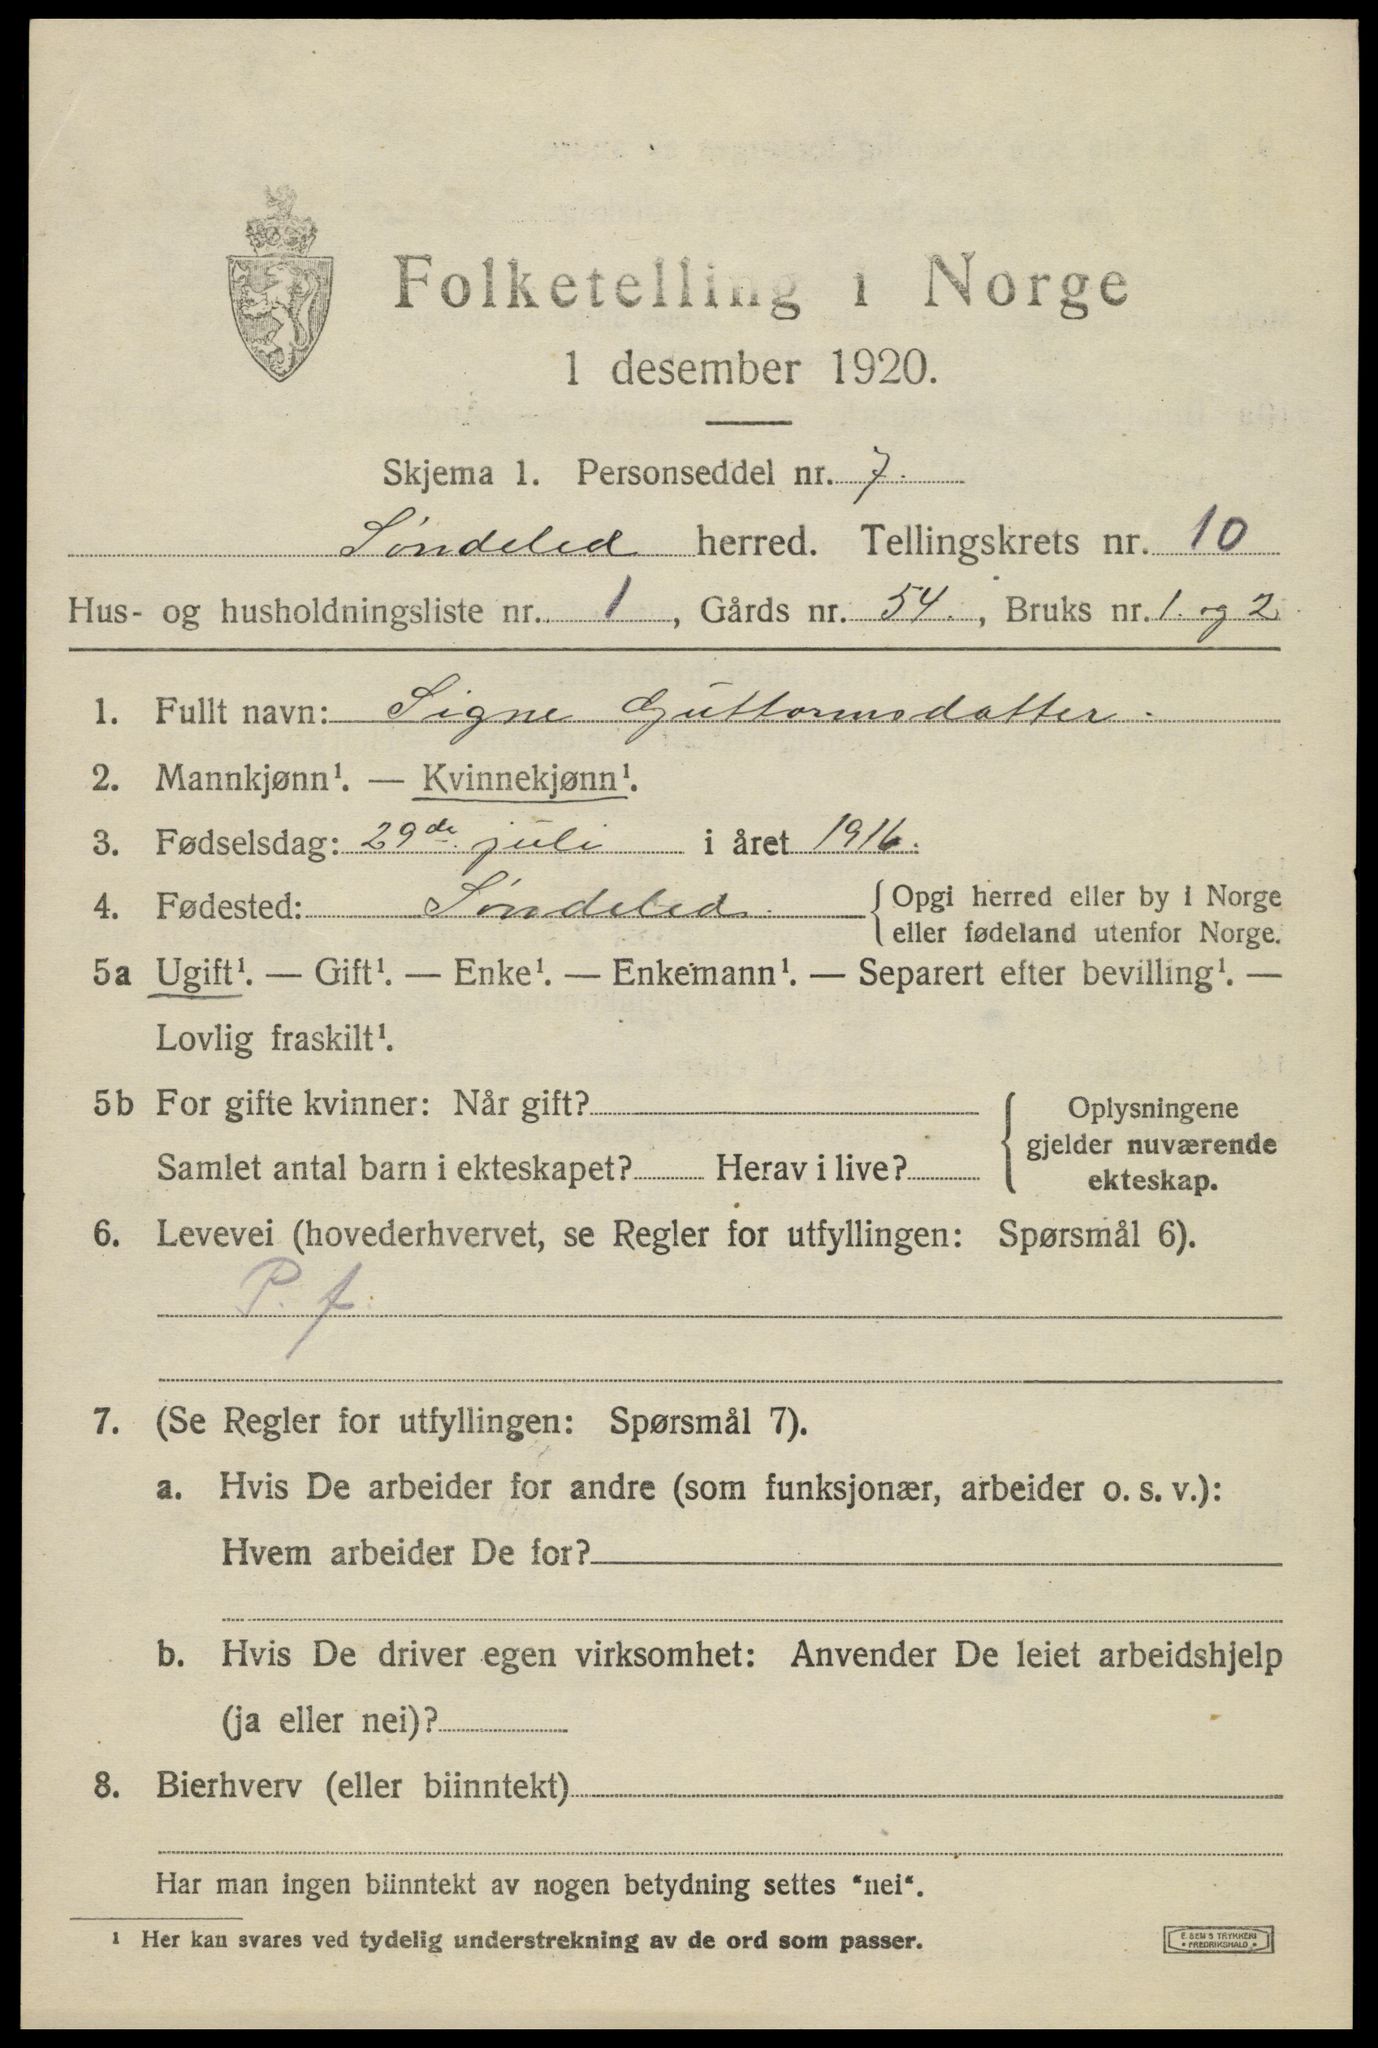 Folketelling i Norge
1 desember 1920.
Skjema 1. Personseddel nr. 7.
Søndeled herred. Tellingskrets nr. 10
Hus- og husholdningsliste nr. 1, Gårds nr. 54., Bruks nr. 1. og 2
1. Fullt navn: Signe Guttormsdatter.
2. Mannkjønn¹. — Kvinnekjønn¹.
3. Fødselsdag: 29de juli i året 1916.
4. Fødested: Søndeled. { Opgi herred eller by i Norge
eller fødeland utenfor Norge.
5a Ugift¹. — Gift¹. — Enke¹. — Enkemann¹. — Separert efter bevilling¹. —
Lovlig fraskilt¹.
5b For gifte kvinner: Når gift?
Samlet antal barn i ekteskapet? Herav i live?
Oplysningene
gjelder nuværende
ekteskap.
6. Levevei (hovederhvervet, se Regler for utfyllingen: Spørsmål 6).
P. f.
7. (Se Regler for utfyllingen: Spørsmål 7).
a. Hvis De arbeider for andre (som funksjonær, arbeider o. s. v.):
Hvem arbeider De for?
b. Hvis De driver egen virksomhet: Anvender De leiet arbeidshjelp
(ja eller nei)?
8. Bierhverv (eller biinntekt)
Har man ingen biinntekt av nogen betydning settes "nei".
¹ Her kan svares ved tydelig understrekning av de ord som passer.
E. SEM'S TRYKKERI
• FREDRIKSHALD •